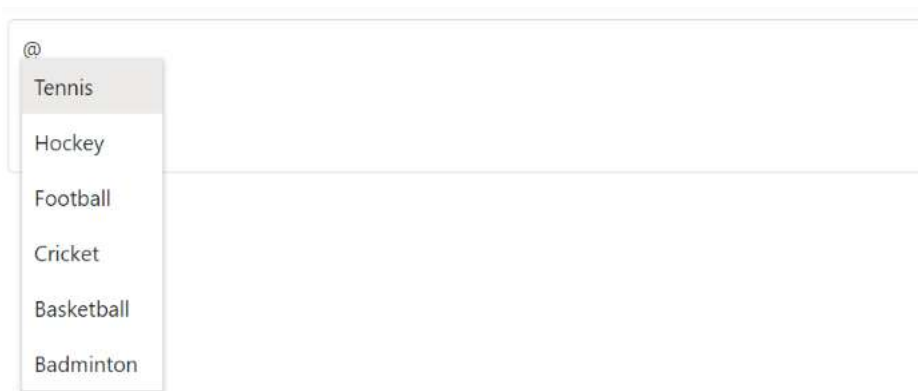 @
Tennis
Hockey
Football
Cricket
Basketball
Badminton